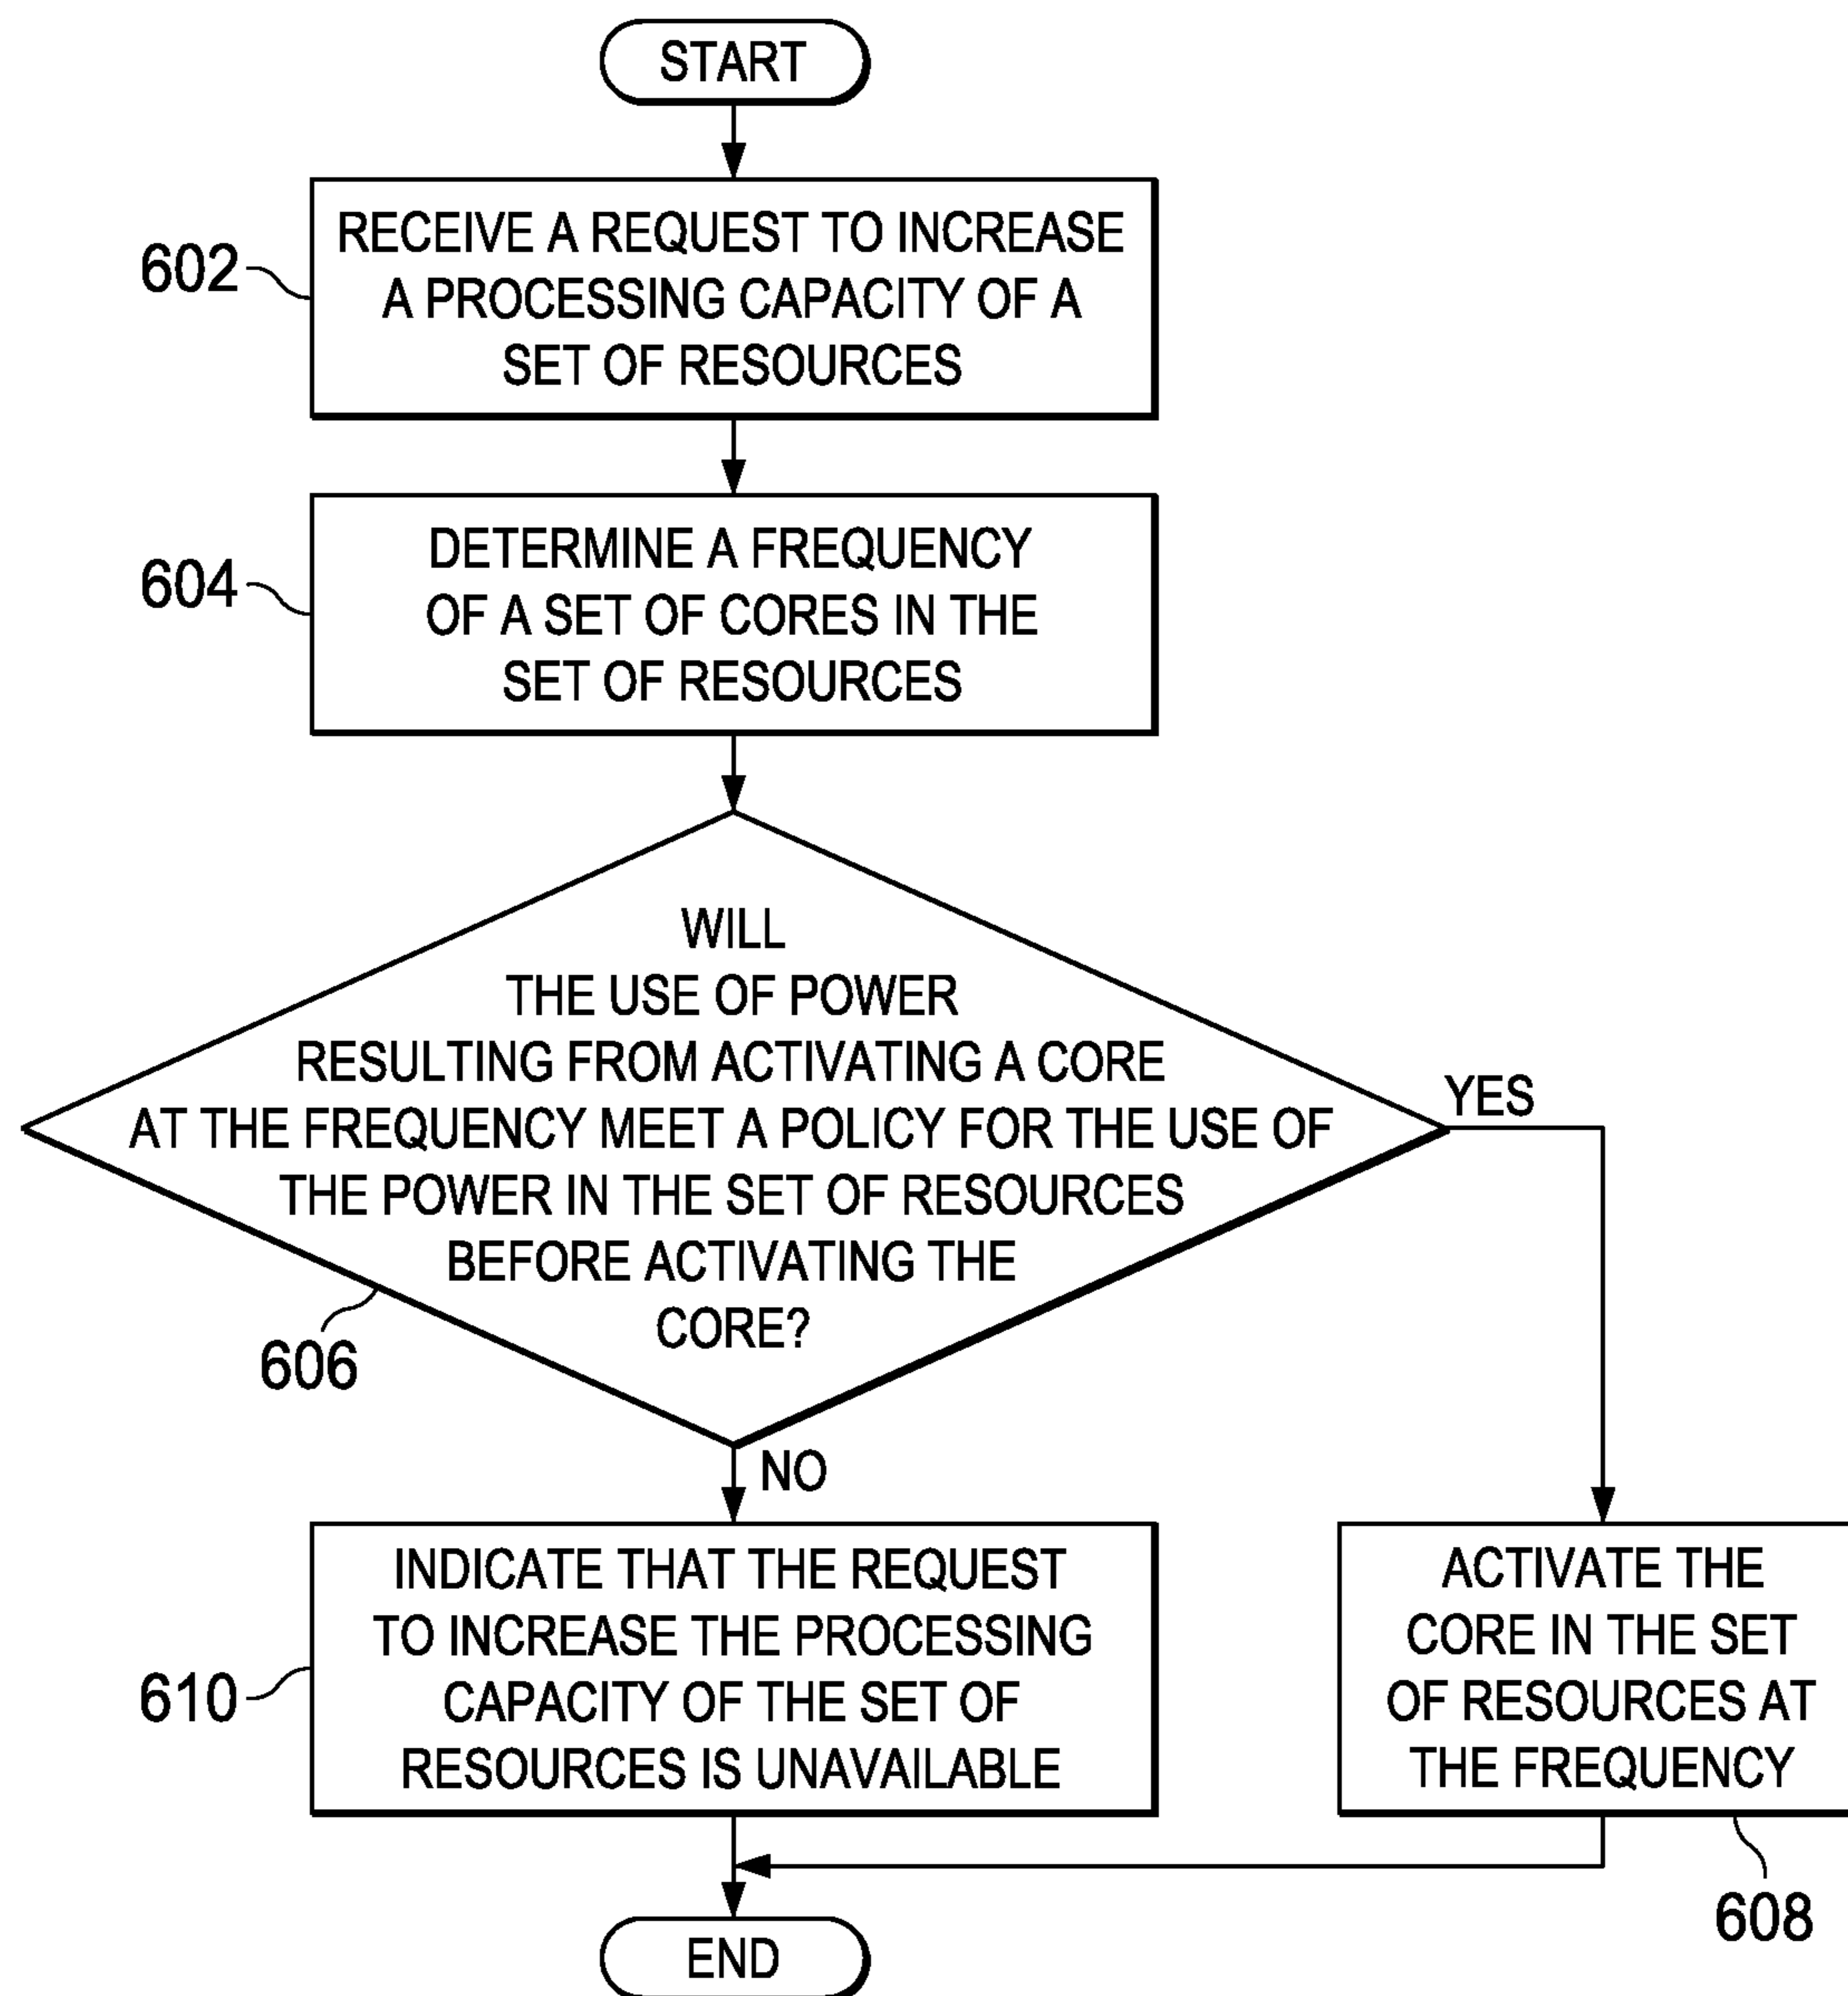 START
602
RECEIVE A REQUEST TO INCREASE
A PROCESSING CAPACITY OF A
SET OF RESOURCES
604
DETERMINE A FREQUENCY
OF A SET OF CORES IN THE
SET OF RESOURCES
WILL
THE USE OF POWER
RESULTING FROM ACTIVATING A CORE
AT THE FREQUENCY MEET A POLICY FOR THE USE OF
THE POWER IN THE SET OF RESOURCES
BEFORE ACTIVATING THE
CORE?
606
YES
NO
610
INDICATE THAT THE REQUEST
TO INCREASE THE PROCESSING
CAPACITY OF THE SET OF
RESOURCES IS UNAVAILABLE
ACTIVATE THE
CORE IN THE SET
OF RESOURCES AT
THE FREQUENCY
608
END